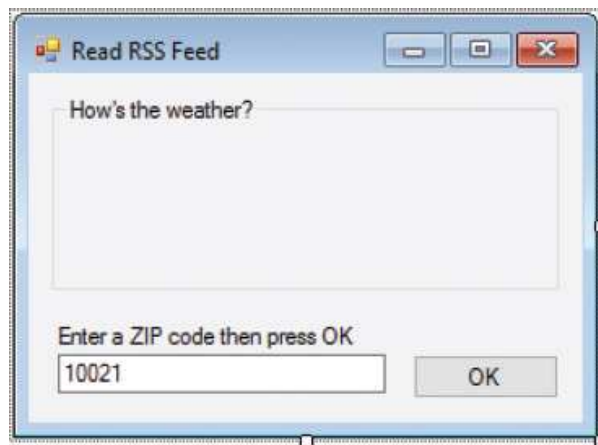 Read RSS Feed
How's the weather?
Enter a ZIP code then press OK
10021
OK